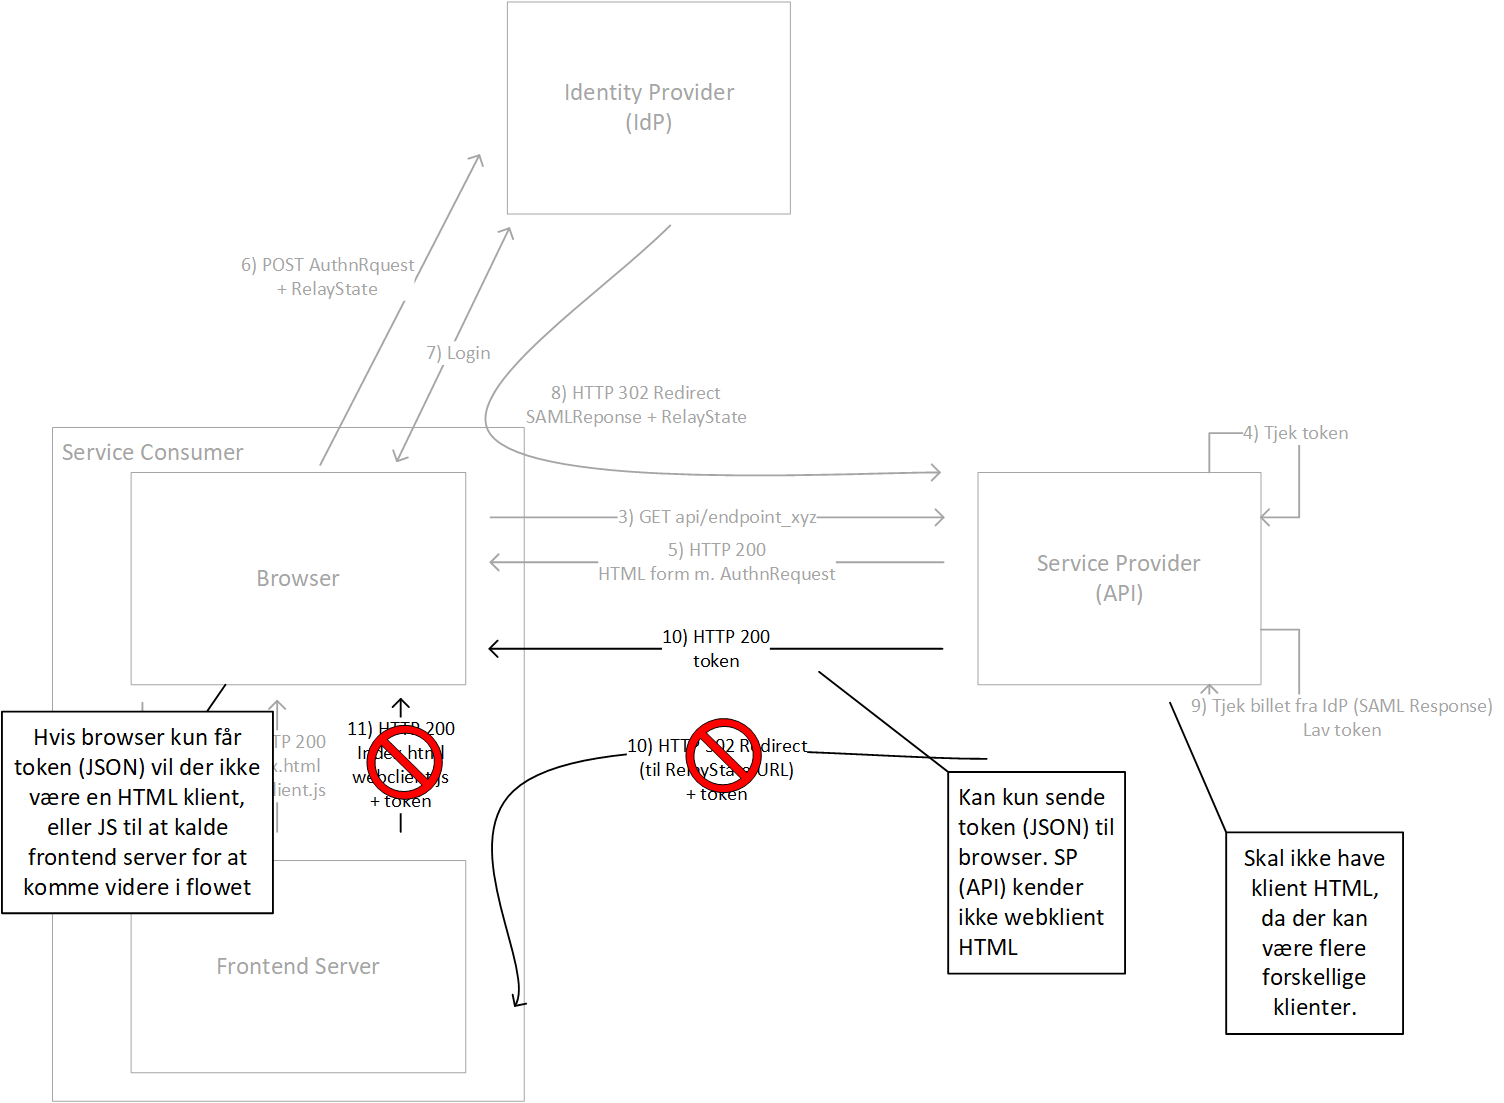 Identity Provider
(IdP)
6) POST AuthnRquest
+ RelayState
7) Login
8) HTTP 302 Redirect
SAMLReponse + RelayState
Service Consumer
4) Tjek token
Browser
3) GET api/endpoint_xyz
5) HTTP 200
HTML form m. AuthnRequest
Service Provider
(API)
10) HTTP 200
token
9) Tjek billet fra IdP (SAML Response)
Lav token
Hvis browser kun får
token (JSON) vil der ikke
være en HTML klient,
eller JS til at kalde
frontend server for at
komme videre i flowet
TP 200
x.html
lient.js
11) HTTP 200
Index.html
webclient.js
+ token
10) HTTP 302 Redirect
(til RelayState URL)
+ token
Kan kun sende
token (JSON) til
browser. SP
(API) kender
ikke webklient
HTML
Skal ikke have
klient HTML,
da der kan
være flere
forskellige
klienter.
Frontend Server